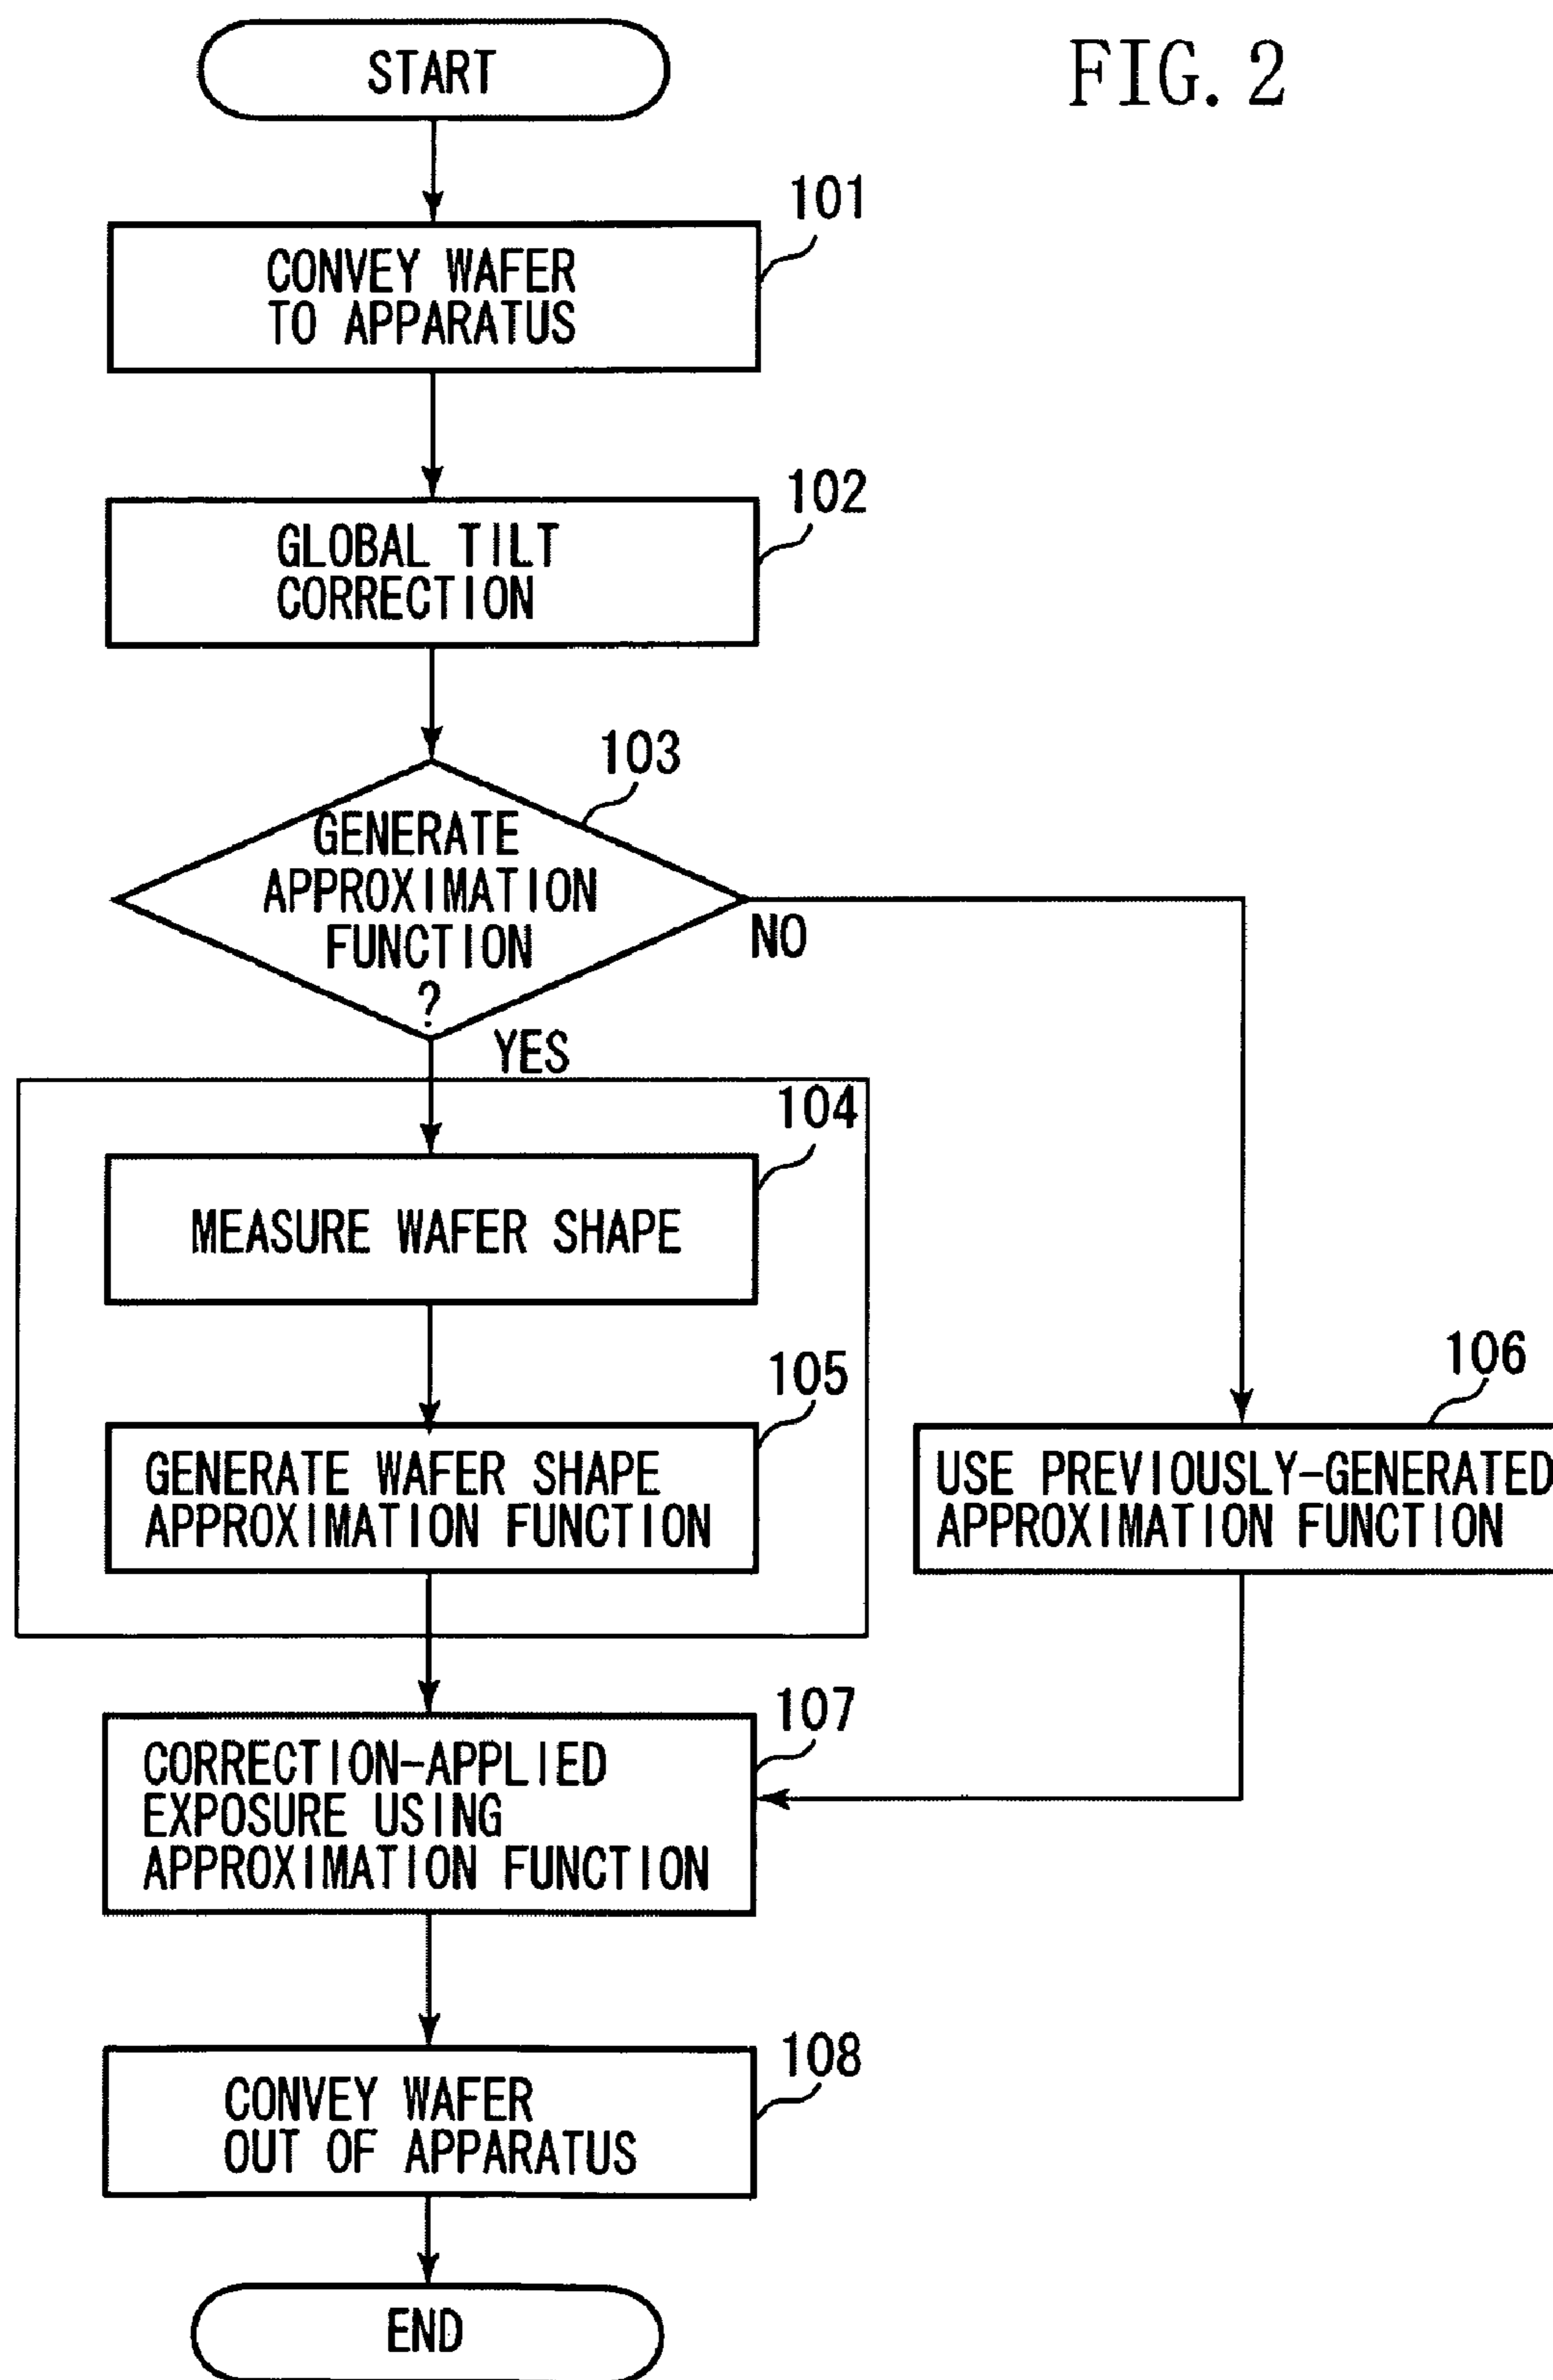 START
FIG. 2
101
CONVEY WAFER
TO APPARATUS
102
GLOBAL TILT
CORRECTION
103
GENERATE
APPROXIMATION
FUNCTION
?
NO
YES
104
MEASURE WAFER SHAPE
105
GENERATE WAFER SHAPE
APPROXIMATION FUNCTION
106
USE PREVIOUSLY-GENERATED
APPROXIMATION FUNCTION
107
CORRECTION-APPLIED
EXPOSURE USING
APPROXIMATION FUNCTION
108
CONVEY WAFER
OUT OF APPARATUS
END